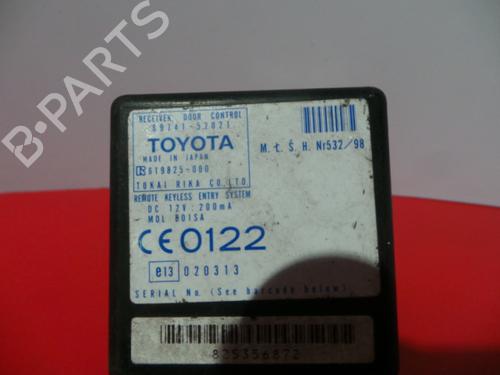 B-PARTS
RECEIVER DOOR CONTROL
89741-52021
TOYOTA
MADE IN JAPAN
619825-000
TOKAI RIKA CO.LTD
M. Ł. Ś. H. Nr532/98
REMOTE KEYLESS ENTRY SYSTEM
DC 12V: 200mA
MOL B01SA
CE0122
e13 020313
SERIAL No. (See barcode below)
825356872